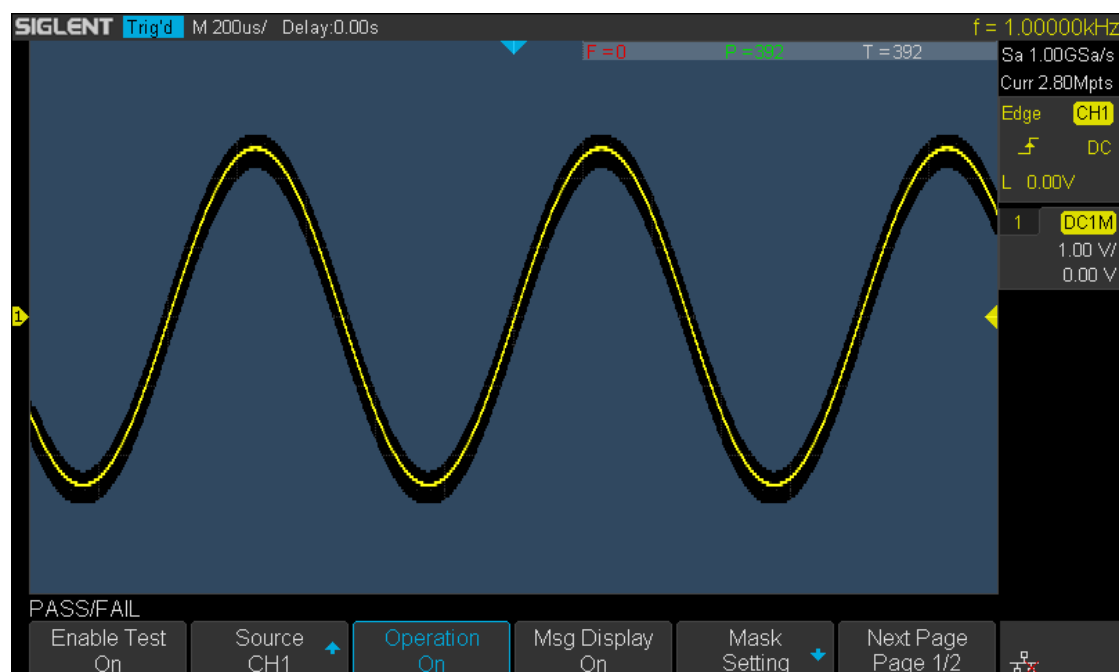 SIGLENT Trig'd M 200us/ Delay:0.00s f = 1.00000kHz
F =0 P =392 T =392
Sa 1.00GSa/s
Curr 2.80Mpts
Edge CH1
DC
L 0.00V
1 DC1M
1.00 V/
0.00 V
1
PASS/FAIL
Enable Test Source Operation Msg Display Mask Next Page
On CH1 On On Setting Page 1/2